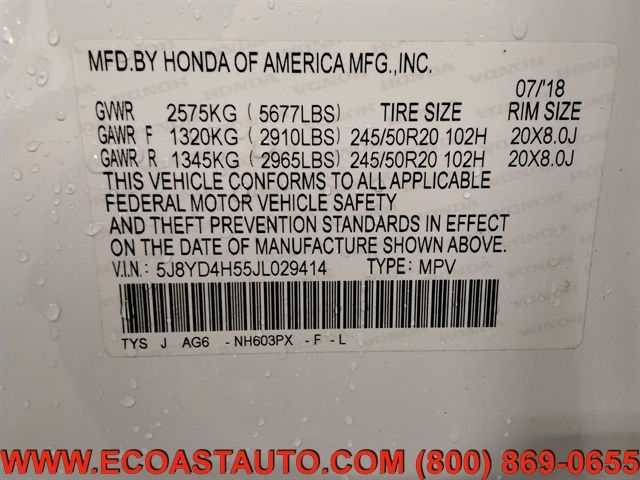 MFD.BY HONDA OF AMERICA MFG.,INC.
07/'18
GVWR 2575KG ( 5677LBS) TIRE SIZE RIM SIZE
GAWR F 1320KG ( 2910LBS) 245/50R20 102H 20X8.0J
GAWR R 1345KG ( 2965LBS) 245/50R20 102H 20X8.0J
THIS VEHICLE CONFORMS TO ALL APPLICABLE
FEDERAL MOTOR VEHICLE SAFETY
AND THEFT PREVENTION STANDARDS IN EFFECT
ON THE DATE OF MANUFACTURE SHOWN ABOVE.
V.I.N.: 5J8YD4H55JL029414 TYPE: MPV
TYS J AG6 - NH603PX - F - L
WWW.ECOASTAUTO.COM (800) 869-0655